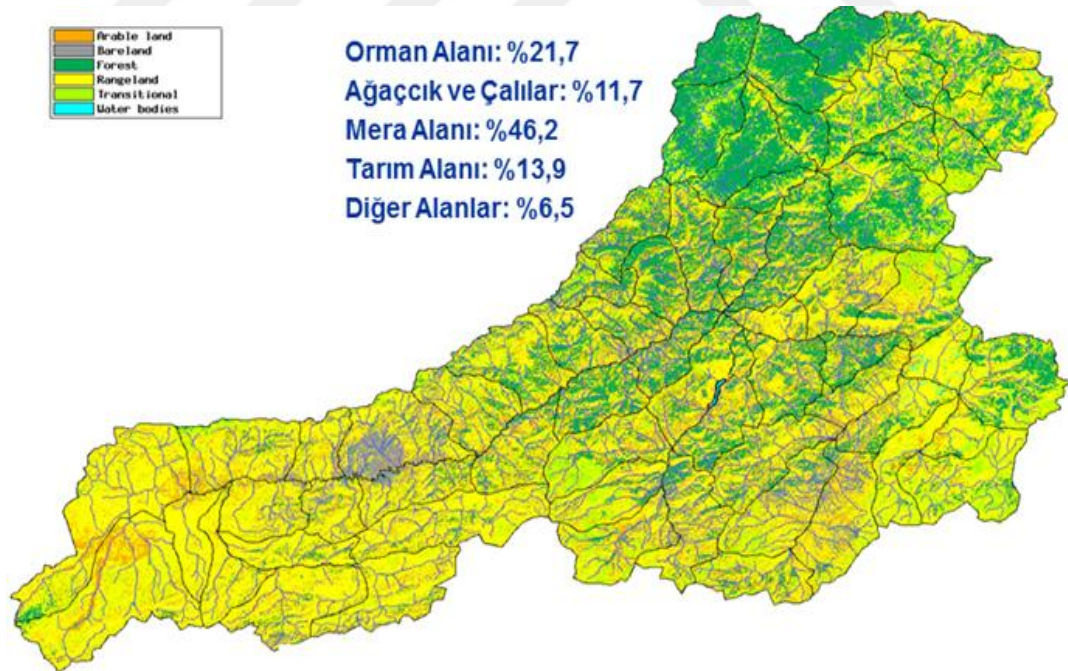 Arable land
Bareland
Forest
Rangeland
Transitional
Water bodies
Orman Alanı: %21,7
Ağaçcık ve Çalılar: %11,7
Mera Alanı: %46,2
Tarım Alanı: %13,9
Diğer Alanlar: %6,5